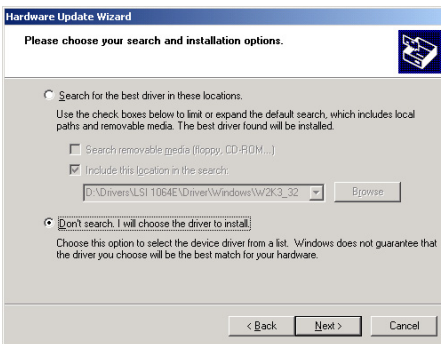 Hardware Update Wizard
Please choose your search and installation options.
Search for the best driver in these locations.
Use the check boxes below to limit or expand the default search, which includes local
paths and removable media. The best driver found will be installed.
Search removable media (floppy, CD-ROM...)
Include this location in the search:
D:\Drivers\LSI 1064E\Driver\Windows\W2K3_32
Browse
Don't search. I will choose the driver to install.
Choose this option to select the device driver from a list. Windows does not guarantee that
the driver you choose will be the best match for your hardware.
< Back Next > Cancel